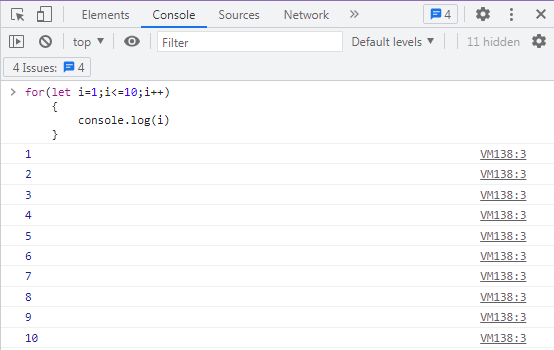 Elements Console Sources Network » 4
top ▼ Filter Default levels ▼ 11 hidden
4 Issues: 4
> for(let i=1;i<=10;i++)
{
console.log(i)
}
1 VM138:3
2 VM138:3
3 VM138:3
4 VM138:3
5 VM138:3
6 VM138:3
7 VM138:3
8 VM138:3
9 VM138:3
10 VM138:3